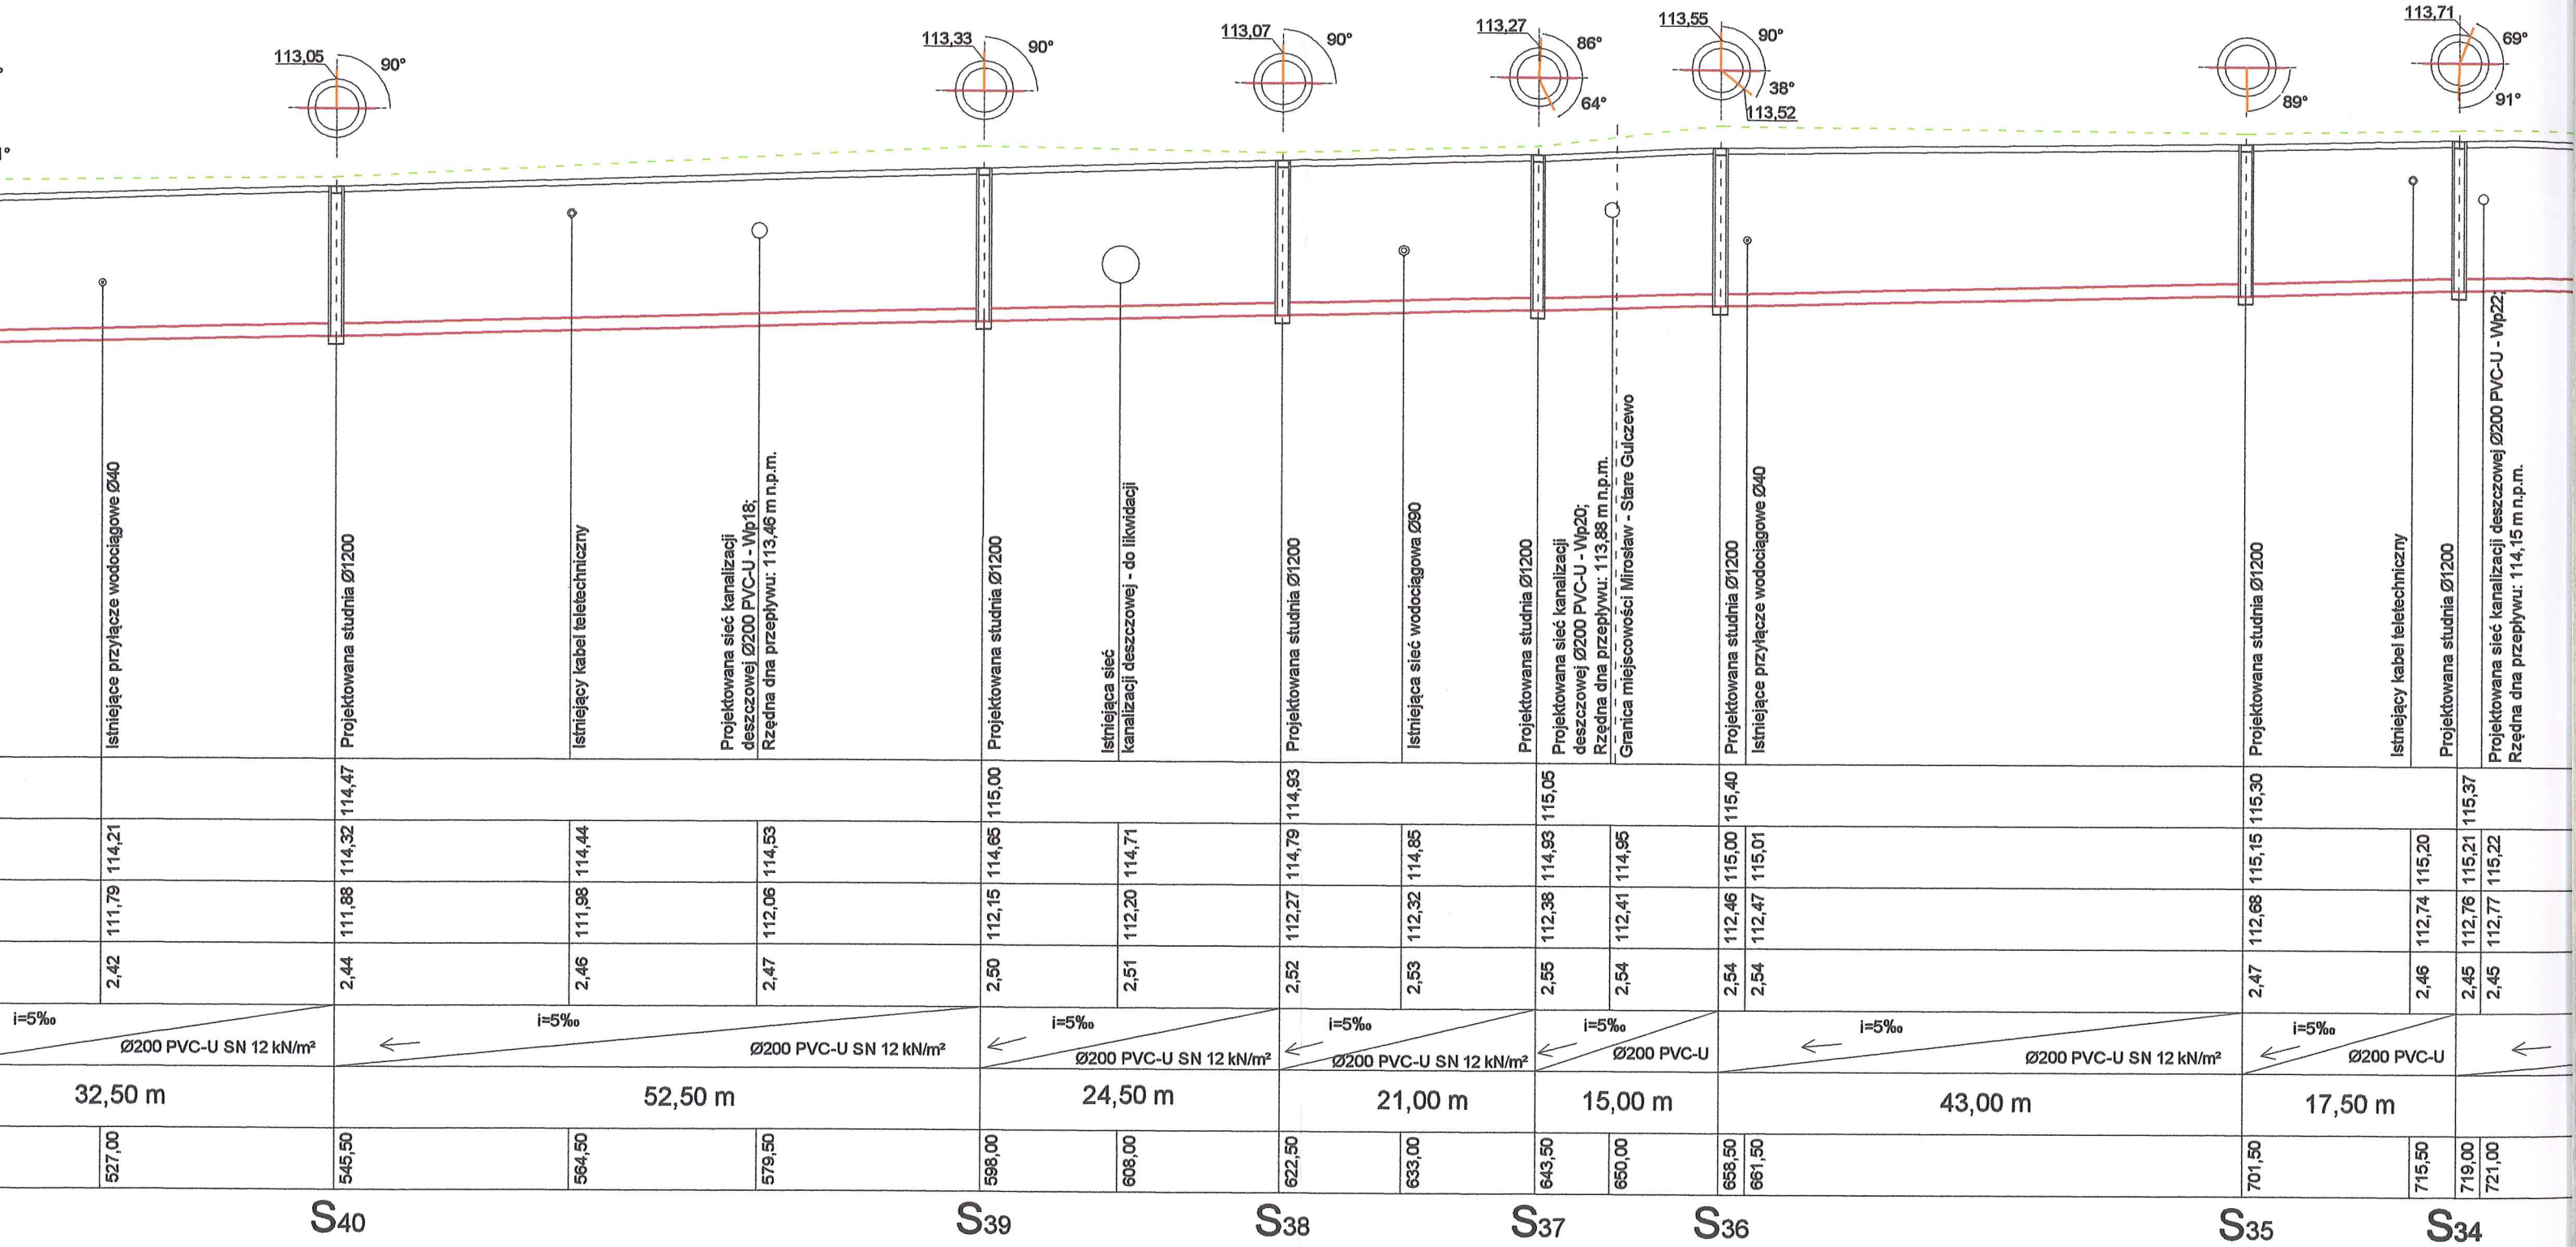 113,05
90°
113,33
90°
113,07
90°
113,27
86°
64°
113,55
90°
38°
113,52
89°
113,71
69°
91°
Istniejące przyłącze wodociągowe Ø40
Projektowana studnia Ø1200
Istniejący kabel teletechniczny
Projektowana sieć kanalizacji
deszczowej Ø200 PVC-U - Wp18;
Rzędna dna przepływu: 113,46 m n.p.m.
Projektowana studnia Ø1200
Istniejąca sieć
kanalizacji deszczowej - do likwidacji
Projektowana studnia Ø1200
Istniejąca sieć wodociągowa Ø90
Projektowana studnia Ø1200
Projektowana sieć kanalizacji
deszczowej Ø200 PVC-U - Wp20;
Rzędna dna przepływu: 113,88 m n.p.m.
Granica miejscowości Mirosław - Stare Gulczewo
Projektowana studnia Ø1200
Istniejące przyłącze wodociągowe Ø40
Projektowana studnia Ø1200
Istniejący kabel teletechniczny
Projektowana studnia Ø1200
Projektowana sieć kanalizacji deszczowej Ø200 PVC-U - Wp22;
Rzędna dna przepływu: 114,15 m n.p.m.
114,47 115,00 114,93 115,05 115,40 115,30 115,37
114,21 114,32 114,44 114,53 114,65 114,71 114,79 114,85 114,93 114,95 115,00 115,01 115,15 115,20 115,21 115,22
111,79 111,88 111,98 112,06 112,15 112,20 112,27 112,32 112,38 112,41 112,46 112,47 112,68 112,74 112,76 112,77
2,42 2,44 2,46 2,47 2,50 2,51 2,52 2,53 2,55 2,54 2,54 2,54 2,47 2,46 2,45 2,45
i=5‰ i=5‰ i=5‰ i=5‰ i=5‰ i=5‰ i=5‰
Ø200 PVC-U SN 12 kN/m² Ø200 PVC-U SN 12 kN/m² Ø200 PVC-U SN 12 kN/m² Ø200 PVC-U SN 12 kN/m² Ø200 PVC-U Ø200 PVC-U SN 12 kN/m² Ø200 PVC-U
32,50 m 52,50 m 24,50 m 21,00 m 15,00 m 43,00 m 17,50 m
527,00 545,50 564,50 579,50 598,00 608,00 622,50 633,00 643,50 650,00 658,50 661,50 701,50 715,50 719,00 721,00
S40 S39 S38 S37 S36 S35 S34